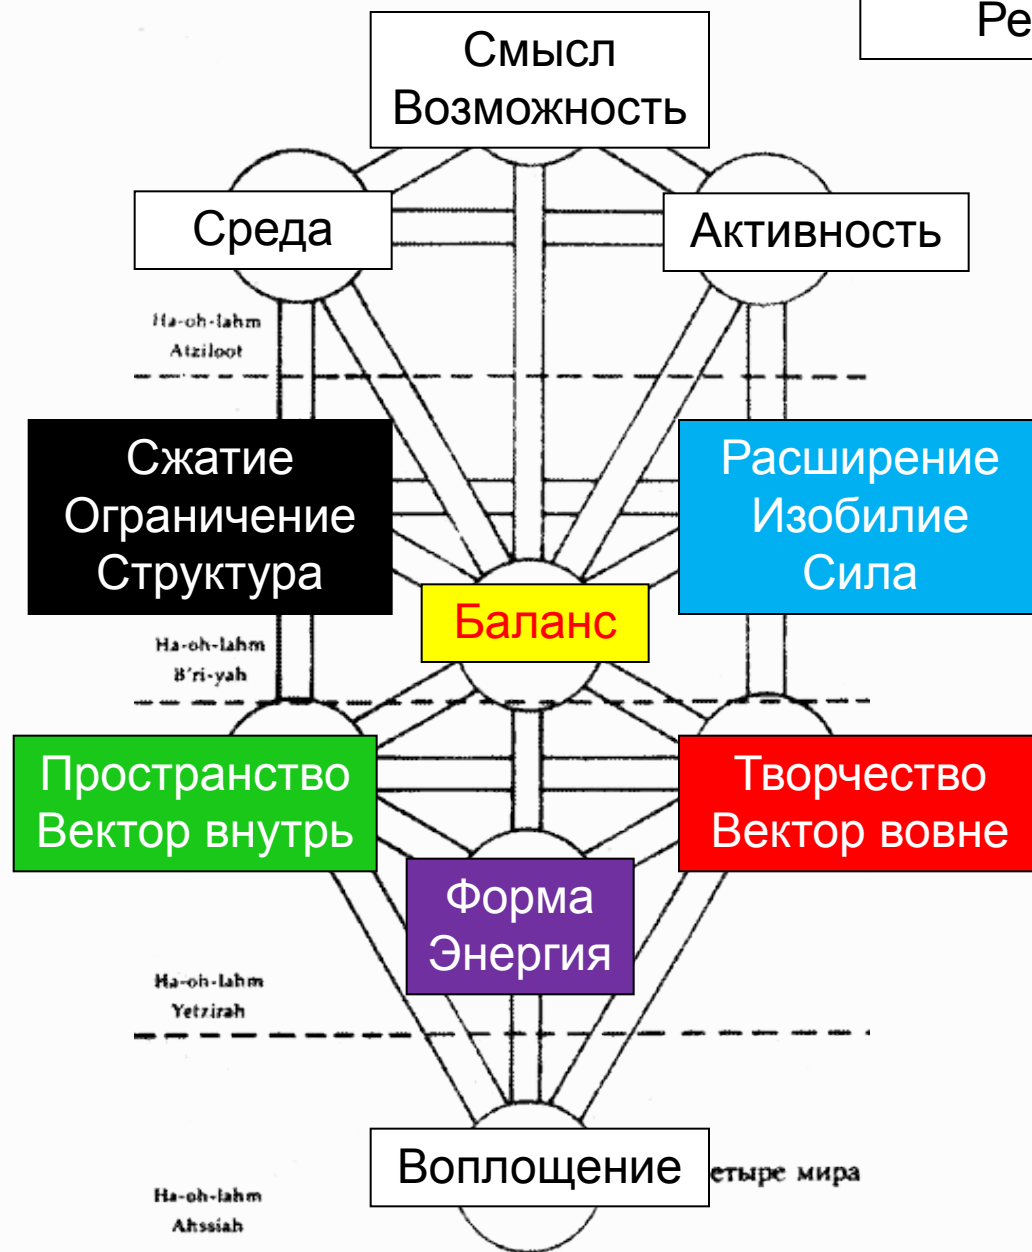 Ре
Смысл
Возможность
Среда
Активность
Ha-oh-lahm
Atziloot
Сжатие
Ограничение
Структура
Расширение
Изобилие
Сила
Баланс
Ha-oh-lahm
B'ri-yah
Пространство
Вектор внутрь
Творчество
Вектор вовне
Форма
Энергия
Ha-oh-lahm
Yetzirah
Воплощение
етыре мира
Ha-oh-lahm
Ahssiah